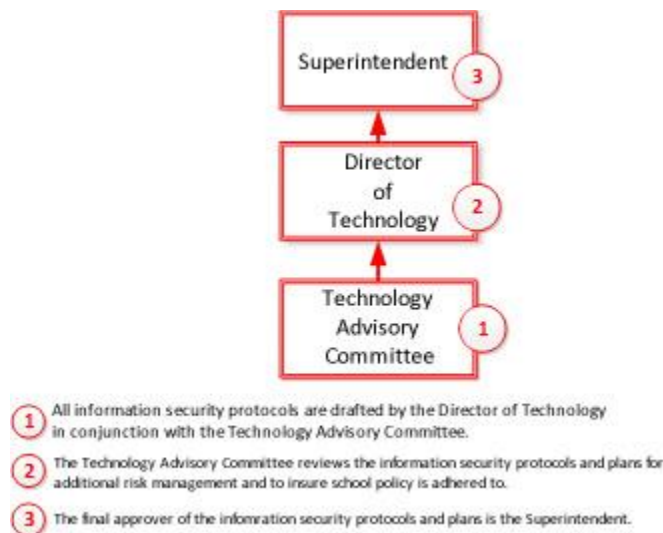 Superintendent
3
Director
of
Technology
2
Technology
Advisory
Committee
1
1 All information security protocols are drafted by the Director of Technology
in conjunction with the Technology Advisory Committee.
2 The Technology Advisory Committee reviews the information security protocols and plans for
additional risk management and to insure school policy is adhered to.
3 The final approver of the infomration security protocols and plans is the Superintendent.